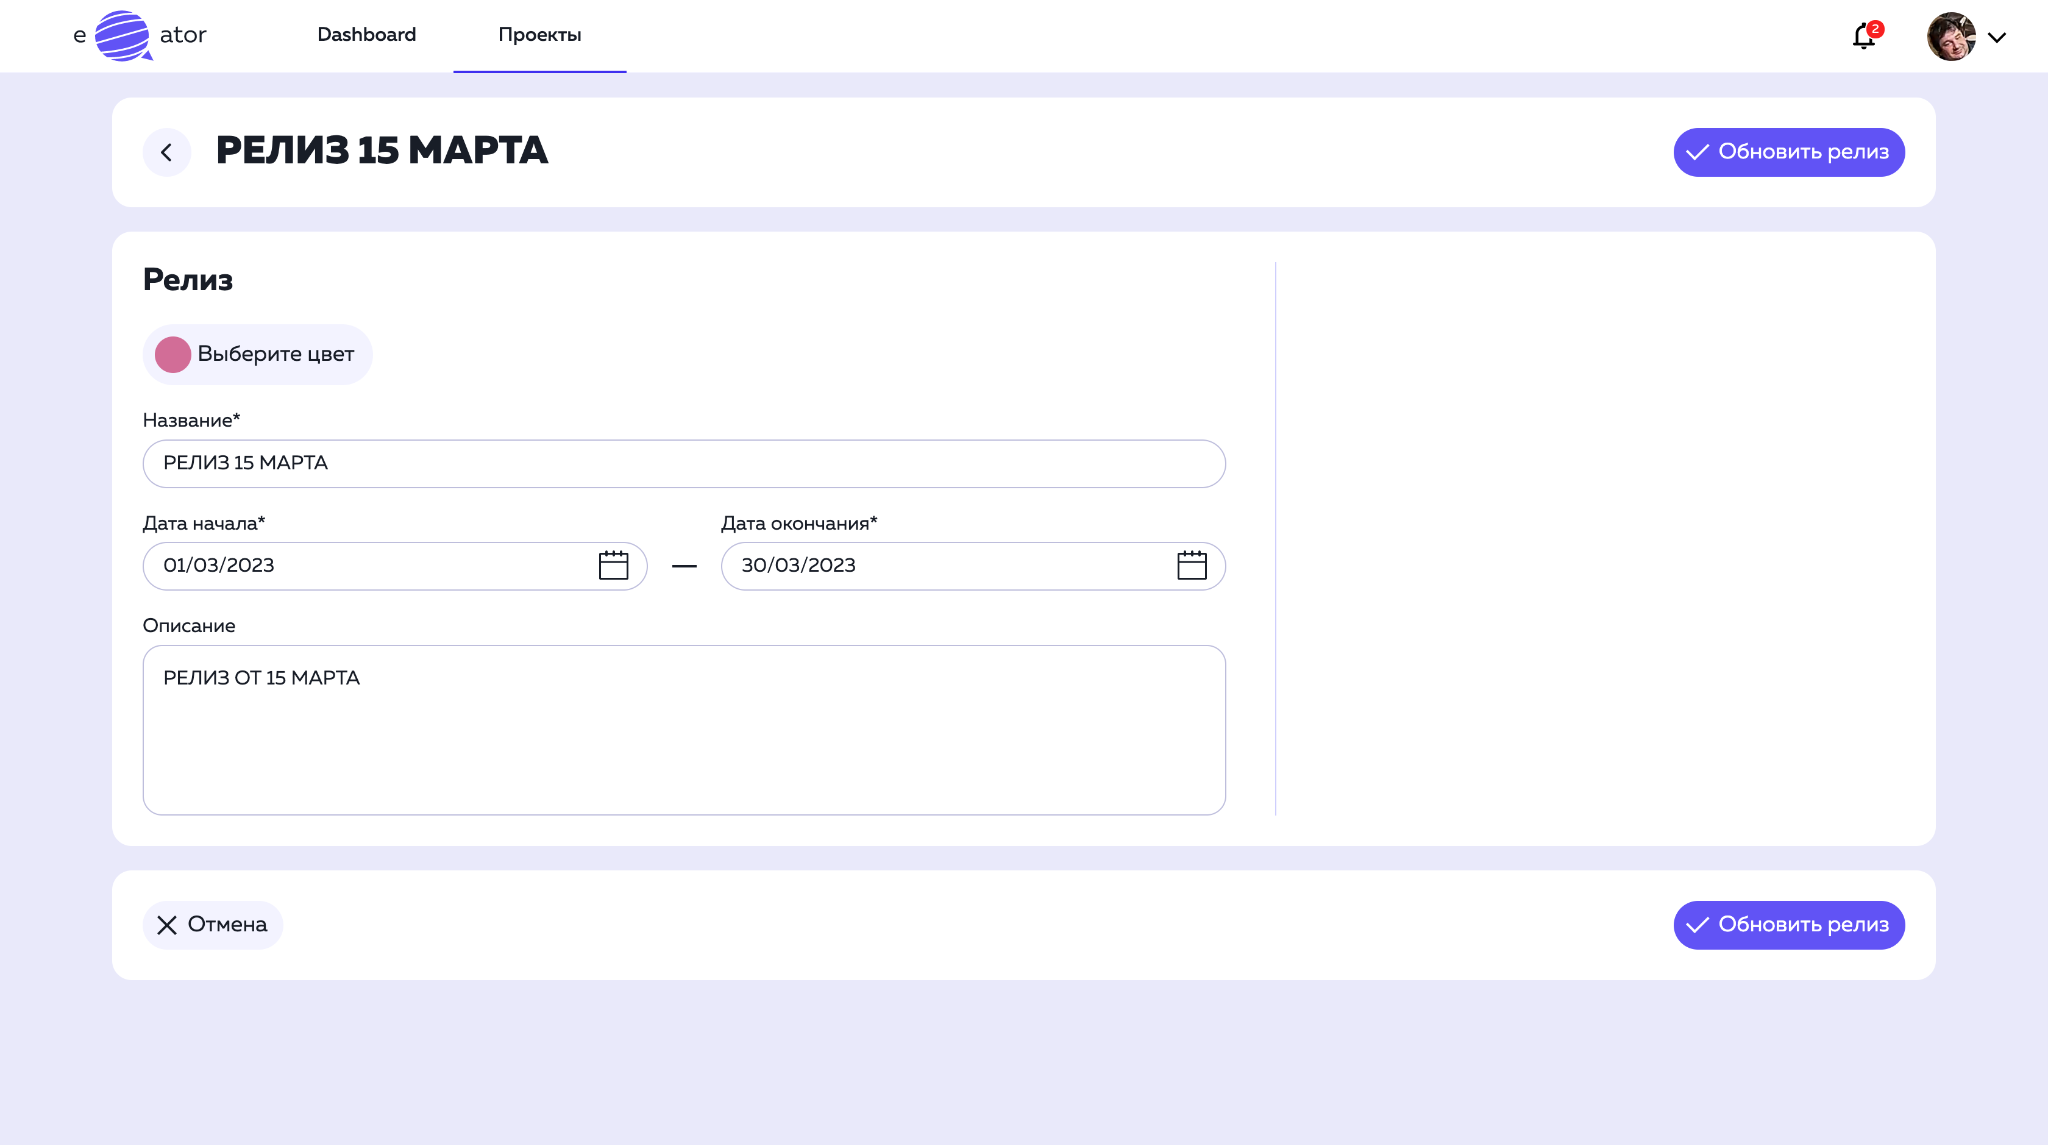 e ator
Dashboard
Проекты
2
РЕЛИЗ 15 МАРТА
Обновить релиз
Релиз
Выберите цвет
Название*
РЕЛИЗ 15 МАРТА
Дата начала*
Дата окончания*
01/03/2023
—
30/03/2023
Описание
РЕЛИЗ ОТ 15 МАРТА
Отмена
Обновить релиз